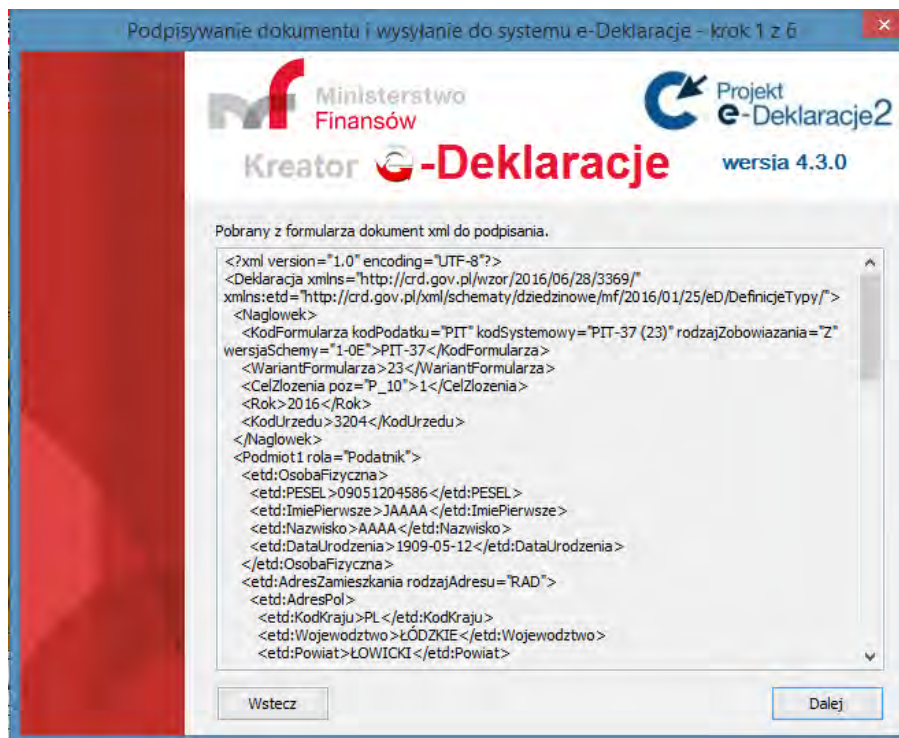 Podpisywanie dokumentu i wysyłanie do systemu e-Deklaracje - krok 1 z 6
Ministerstwo
Finansów
Projekt
e-Deklaracje2
Kreator e-Deklaracje
wersja 4.3.0
Pobrany z formularza dokument xml do podpisania.
<?xml version="1.0" encoding="UTF-8"?>
<Deklaracja xmlns="http://crd.gov.pl/wzor/2016/06/28/3369/"
xmlns:etd="http://crd.gov.pl/xml/schematy/dziedzinowe/mf/2016/01/25/eD/DefinicjeTypy/">
<Naglowek>
<KodFormularza kodPodatku="PIT" kodSystemowy="PIT-37 (23)" rodzajZobowiazania="Z"
wersjaSchemy="1-0E">PIT-37</KodFormularza>
<WariantFormularza>23</WariantFormularza>
<CelZlozenia poz="P_10">1</CelZlozenia>
<Rok>2016</Rok>
<KodUrzedu>3204</KodUrzedu>
</Naglowek>
<Podmiot1 rola="Podatnik">
<etd:OsobaFizyczna>
<etd:PESEL>09051204586</etd:PESEL>
<etd:ImiePierwsze>JAAAA</etd:ImiePierwsze>
<etd:Nazwisko>AAAA</etd:Nazwisko>
<etd:DataUrodzenia>1909-05-12</etd:DataUrodzenia>
</etd:OsobaFizyczna>
<etd:AdresZamieszkania rodzajAdresu="RAD">
<etd:AdresPol>
<etd:KodKraju>PL</etd:KodKraju>
<etd:Wojewodztwo>ŁÓDZKIE</etd:Wojewodztwo>
<etd:Powiat>ŁOWICKI</etd:Powiat>
Wstecz
Dalej